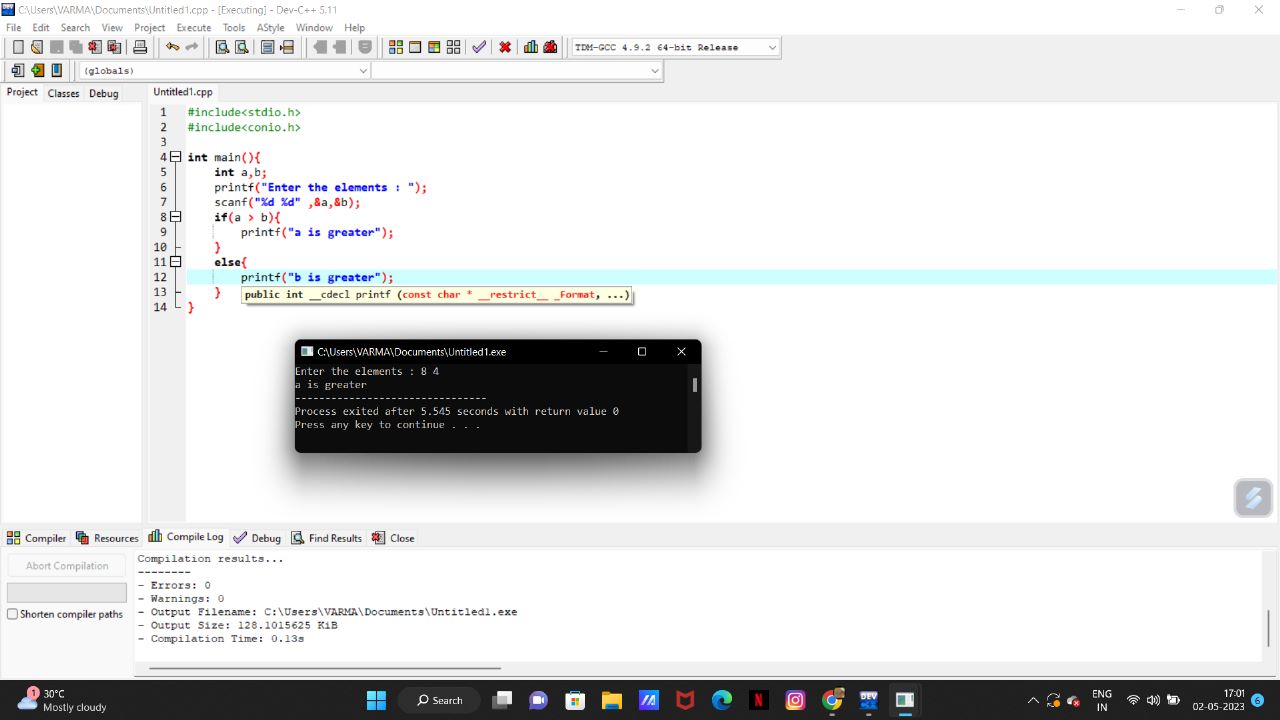 C:\Users\VARMA\Documents\Untitled1.cpp - [Executing] - Dev-C++ 5.11
File Edit Search View Project Execute Tools AStyle Window Help
TDM-GCC 4.9.2 64-bit Release
(globals)
Project Classes Debug
Untitled1.cpp
1 #include<stdio.h>
2 #include<conio.h>
3
4 int main(){
5 int a,b;
6 printf("Enter the elements : ");
7 scanf("%d %d" ,&a,&b);
8 if(a > b){
9 printf("a is greater");
10 }
11 else{
12 printf("b is greater");
13 }
public int __cdecl printf (const char * __restrict__ _Format, ...)
14 }
C:\Users\VARMA\Documents\Untitled1.exe
Enter the elements : 8 4
a is greater
--------------------------------
Process exited after 5.545 seconds with return value 0
Press any key to continue . . .
Compiler Resources Compile Log Debug Find Results Close
Abort Compilation
Shorten compiler paths
Compilation results...
--------
- Errors: 0
- Warnings: 0
- Output Filename: C:\Users\VARMA\Documents\Untitled1.exe
- Output Size: 128.1015625 KiB
- Compilation Time: 0.13s
1
30°C
Mostly cloudy
Search
ENG
IN
17:01
02-05-2023
6